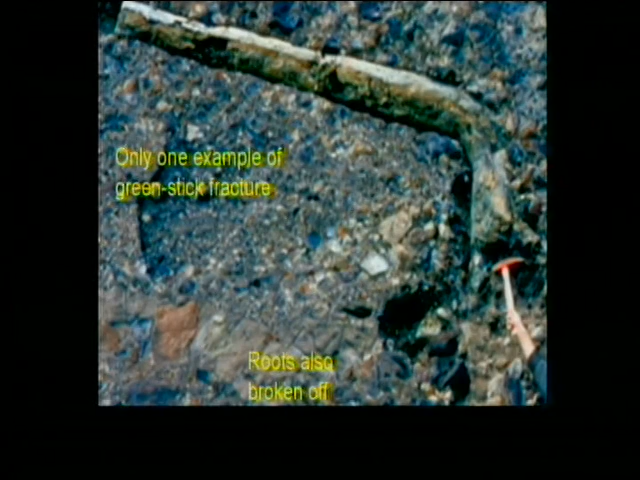 Only one example of
green-stick fracture
Roots also
broken off